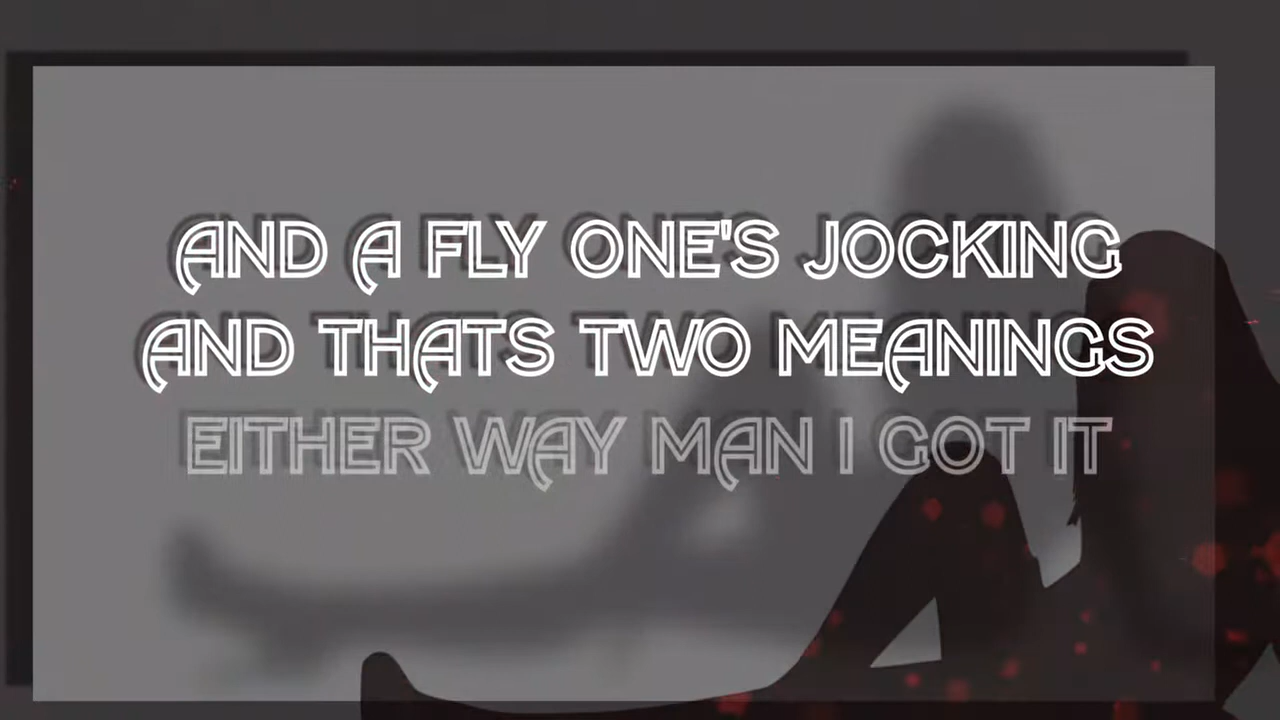 AND A FLY ONE'S JOCKING
AND THATS TWO MEANINGS
EITHER WAY MAN I GOT IT